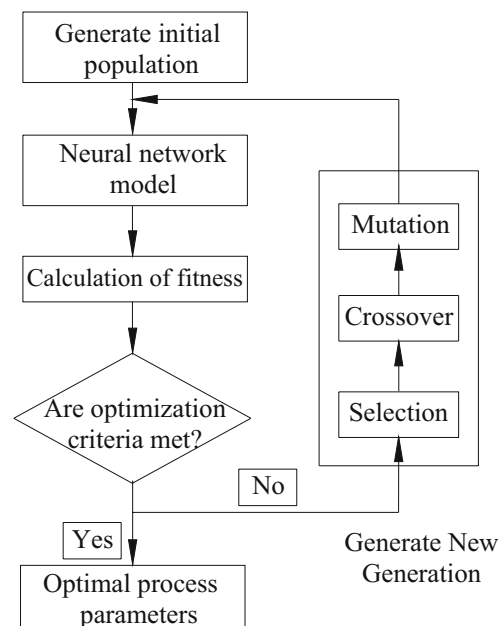 Generate initial
population
Neural network
model
Calculation of fitness
Are optimization
criteria met?
Yes
No
Optimal process
parameters
Mutation
Crossover
Selection
Generate New
Generation